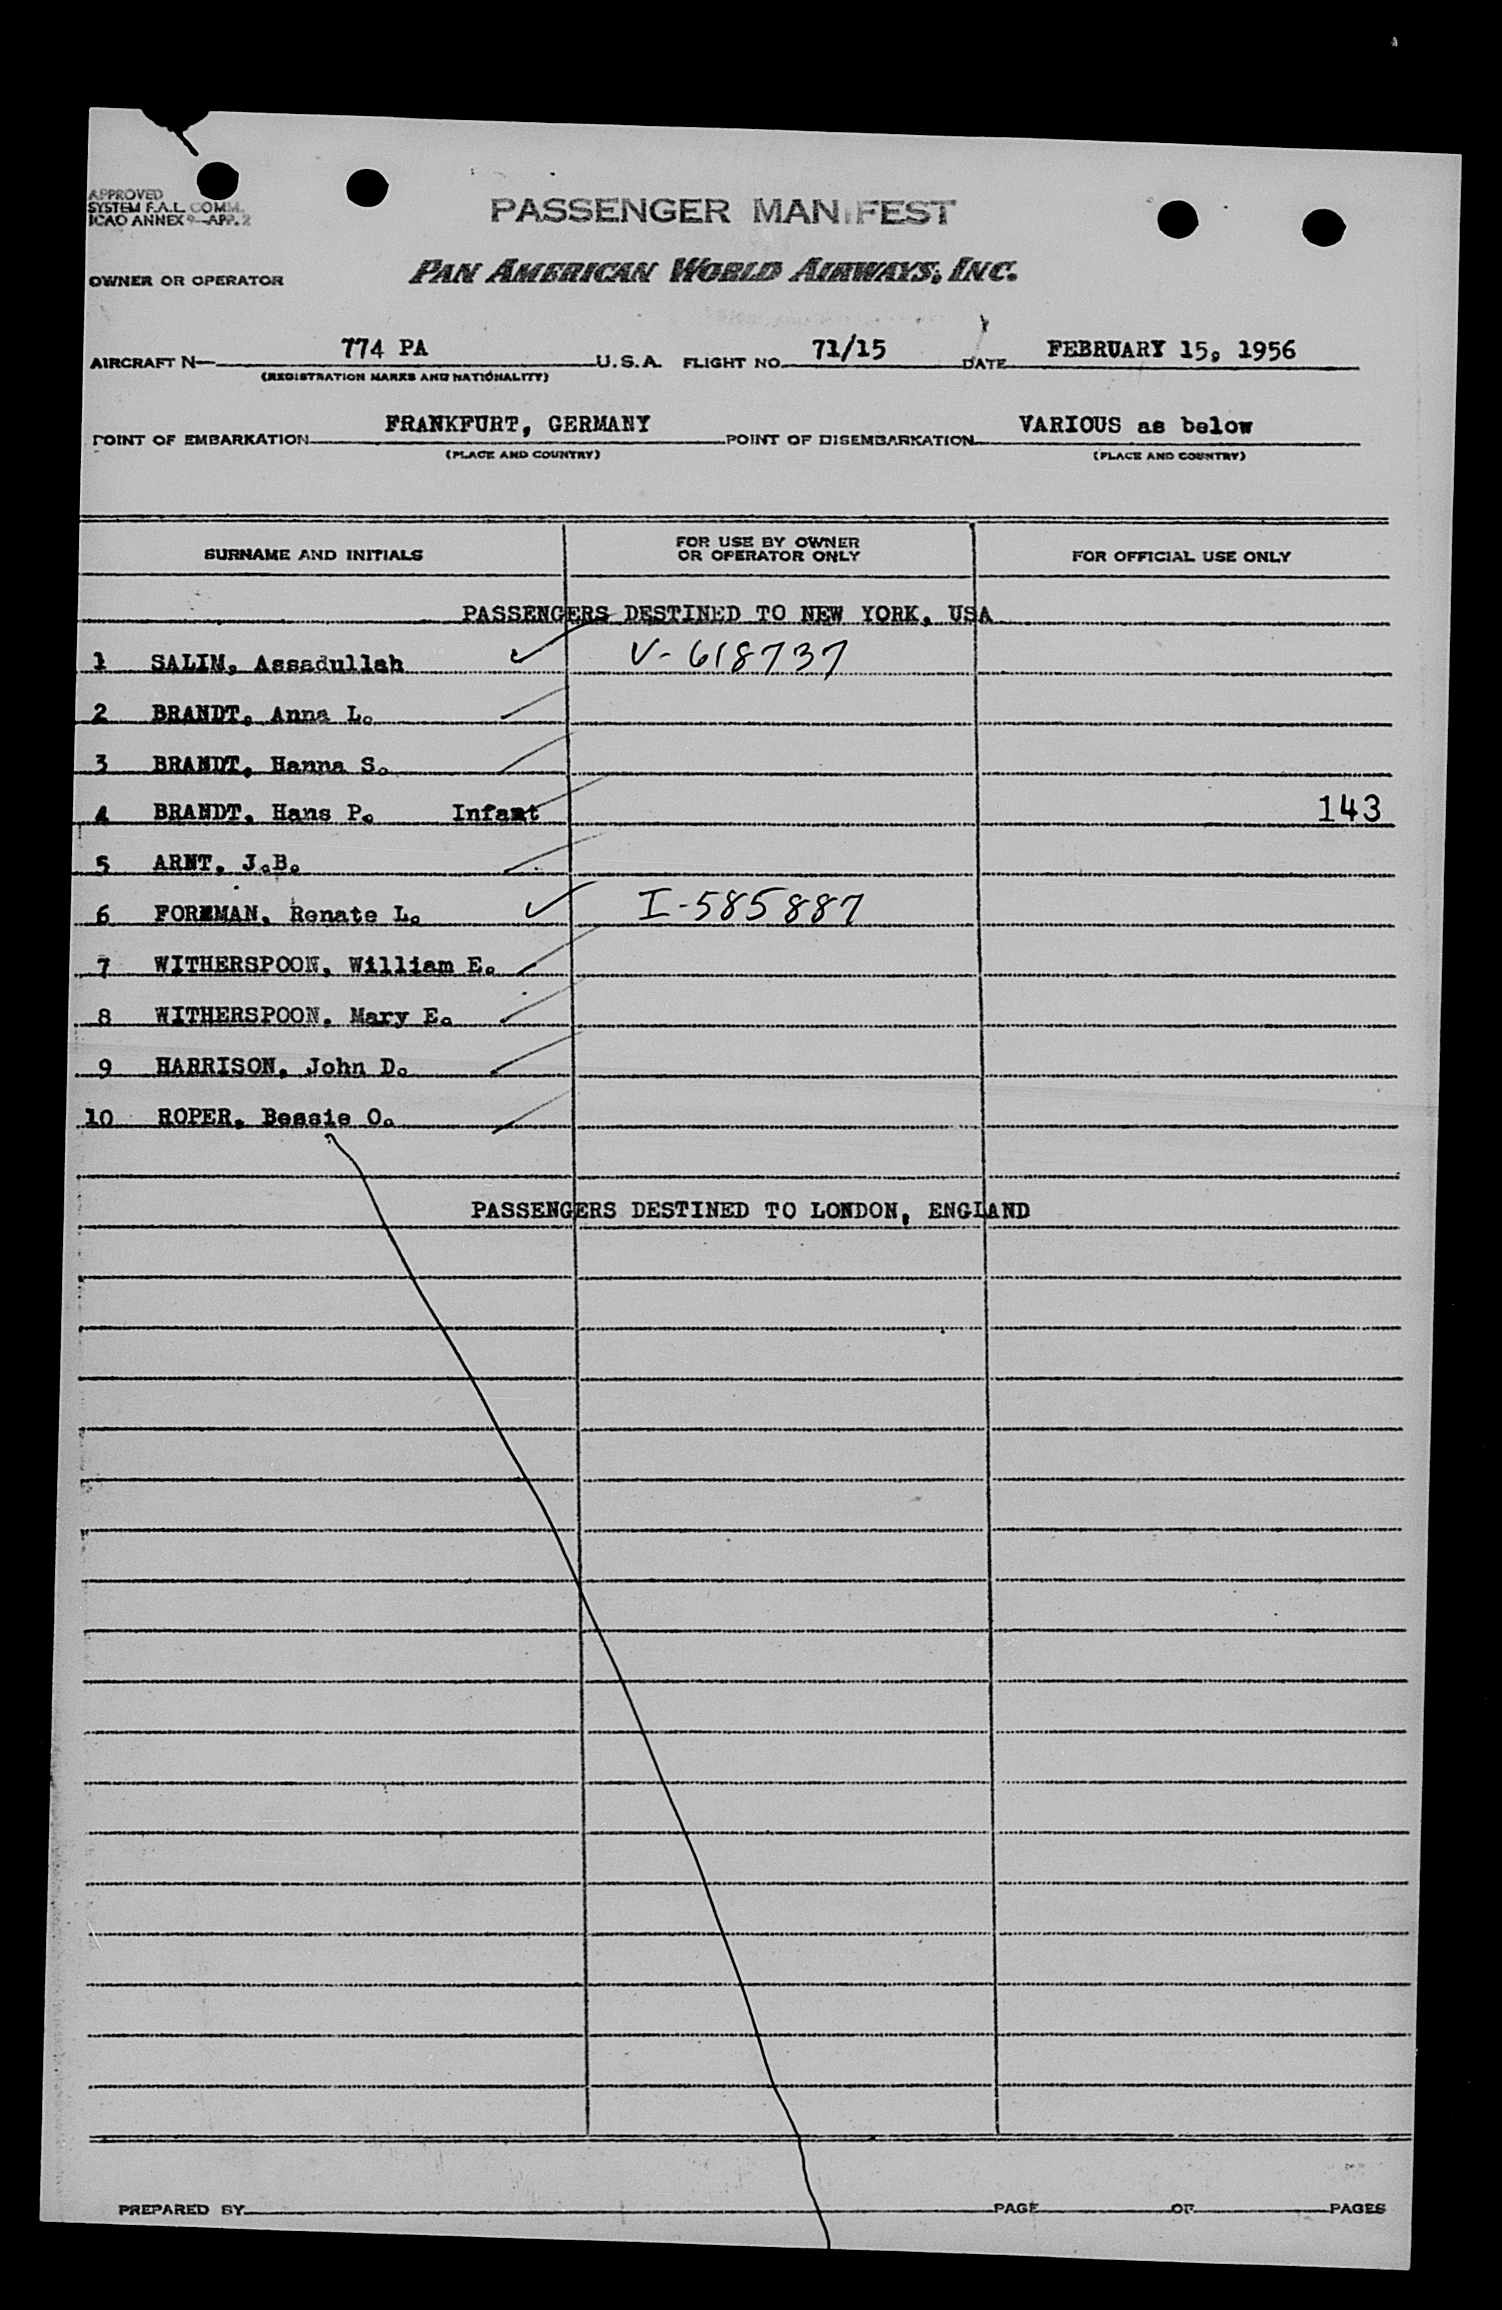 APPROVED
SYSTEM F.A.L. COMM.
ICAO ANNEX 9—APP. 2
PASSENGER MANIFEST
OWNER OR OPERATOR PAN AMERICAN WORLD AIRWAYS, INC.
AIRCRAFT N— 774 PA U.S.A. FLIGHT NO. 71/15 DATE FEBRUARY 15, 1956
(REGISTRATION MARKS AND NATIONALITY)
POINT OF EMBARKATION FRANKFURT, GERMANY POINT OF DISEMBARKATION VARIOUS as below
(PLACE AND COUNTRY) (PLACE AND COUNTRY)
SURNAME AND INITIALS FOR USE BY OWNER OR OPERATOR ONLY FOR OFFICIAL USE ONLY
PASSENGERS DESTINED TO NEW YORK, USA
1 SALIM, Assadullah V-618737
2 BRANDT, Anna L.
3 BRANDT, Hanna S.
4 BRANDT, Hans P. Infant 143
5 ARNT, J.B.
6 FOREMAN, Renate L. I-585887
7 WITHERSPOON, William E.
8 WITHERSPOON, Mary E.
9 HARRISON, John D.
10 ROPER, Bessie O.
PASSENGERS DESTINED TO LONDON, ENGLAND
PREPARED BY PAGE OF PAGES